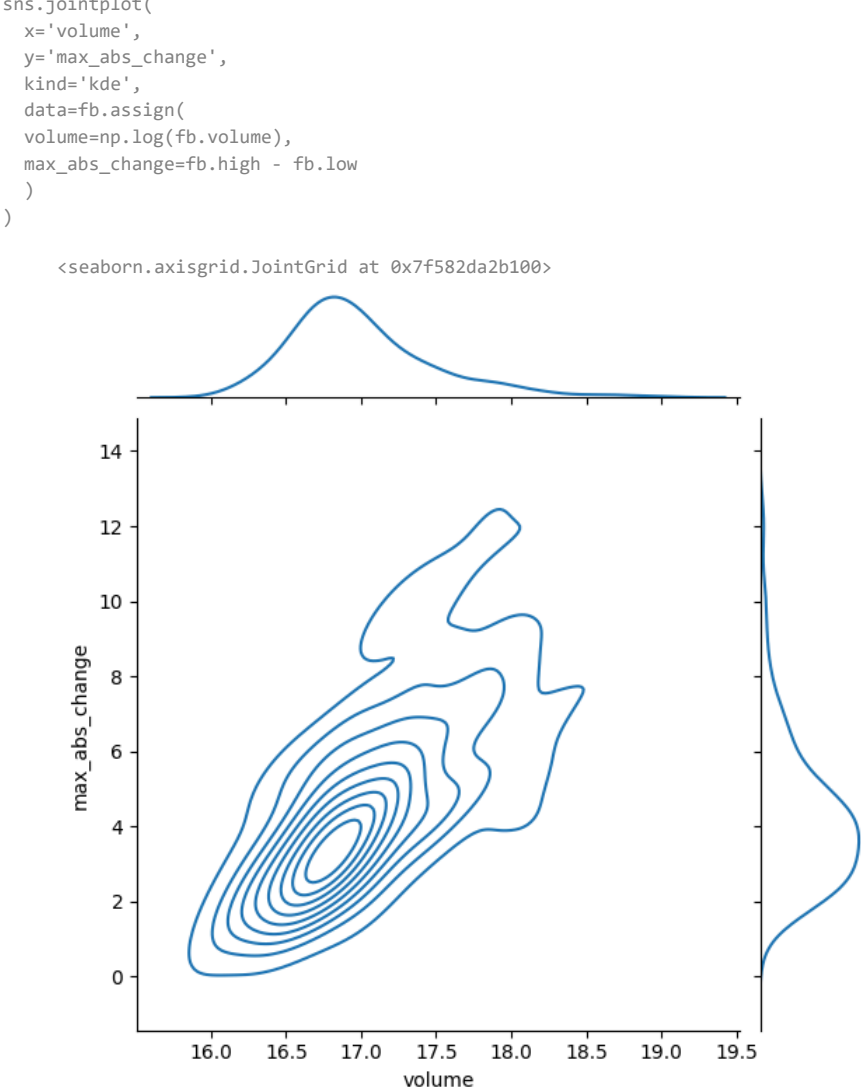 sns.jointplot(
x='volume',
y='max_abs_change',
kind='kde',
data=fb.assign(
volume=np.log(fb.volume),
max_abs_change=fb.high - fb.low
)
)
<seaborn.axisgrid.JointGrid at 0x7f582da2b100>
14
12
10
8
6
4
2
0
max_abs_change
16.0 16.5 17.0 17.5 18.0 18.5 19.0 19.5
volume